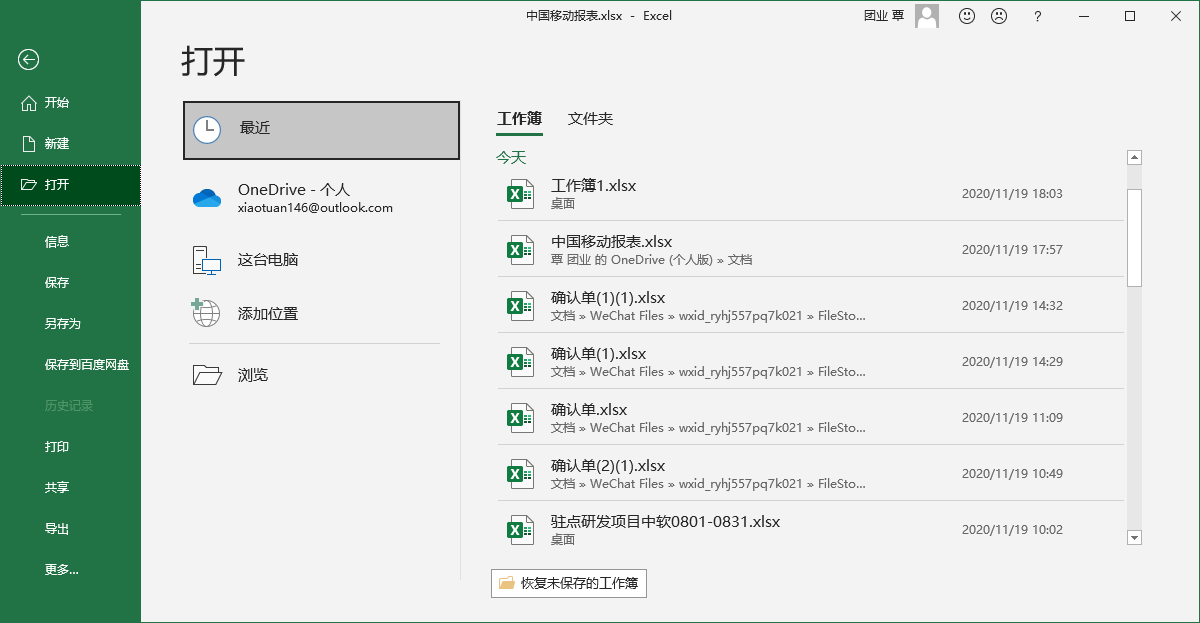 中国移动报表.xlsx - Excel
团业 覃
?
开始
新建
打开
信息
保存
另存为
保存到百度网盘
历史记录
打印
共享
导出
更多...
打开
最近
OneDrive - 个人
xiaotuan146@outlook.com
这台电脑
添加位置
浏览
工作簿 文件夹
今天
工作簿1.xlsx
桌面
2020/11/19 18:03
中国移动报表.xlsx
覃 团业 的 OneDrive (个人版) » 文档
2020/11/19 17:57
确认单(1)(1).xlsx
文档 » WeChat Files » wxid_ryhj557pq7k021 » FileSto...
2020/11/19 14:32
确认单(1).xlsx
文档 » WeChat Files » wxid_ryhj557pq7k021 » FileSto...
2020/11/19 14:29
确认单.xlsx
文档 » WeChat Files » wxid_ryhj557pq7k021 » FileSto...
2020/11/19 11:09
确认单(2)(1).xlsx
文档 » WeChat Files » wxid_ryhj557pq7k021 » FileSto...
2020/11/19 10:49
驻点研发项目中软0801-0831.xlsx
桌面
2020/11/19 10:02
恢复未保存的工作簿